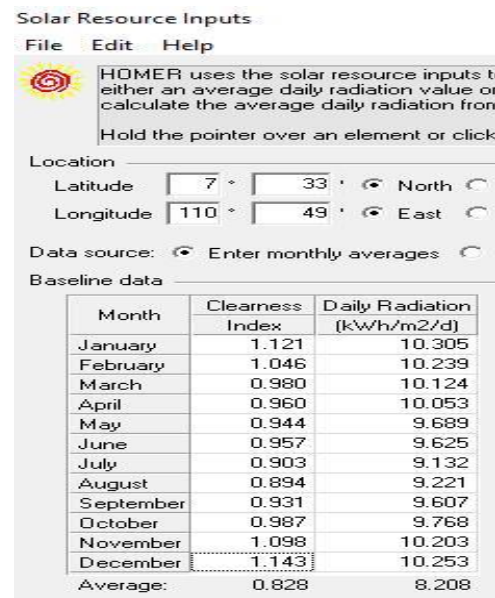 Solar Resource Inputs
File Edit Help
HOMER uses the solar resource inputs
either an average daily radiation value
calculate the average daily radiation from
Hold the pointer over an element or click
Location
Latitude 7 ° 33 ' North
Longitude 110 ° 49 ' East
Data source: Enter monthly averages
Baseline data
Month Clearness Index Daily Radiation (kWh/m2/d)
January 1.121 10.305
February 1.046 10.239
March 0.980 10.124
April 0.960 10.053
May 0.944 9.689
June 0.957 9.625
July 0.903 9.132
August 0.894 9.221
September 0.931 9.607
October 0.987 9.768
November 1.098 10.203
December 1.143 10.253
Average: 0.828 8.208